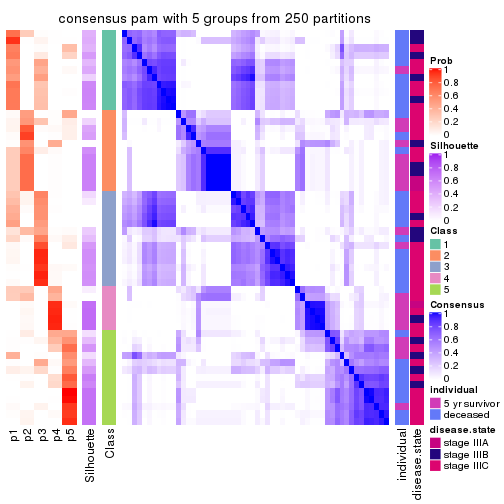 consensus pam with 5 groups from 250 partitions
Prob
1
0.8
0.6
0.4
0.2
0
Silhouette
1
0.8
0.6
0.4
0.2
0
Class
1
2
3
4
5
Consensus
1
0.8
0.6
0.4
0.2
0
individual
5 yr survivor
deceased
disease.state
stage IIIA
stage IIIB
stage IIIC
p1
p2
p3
p4
p5
Silhouette
Class
individual
disease.state